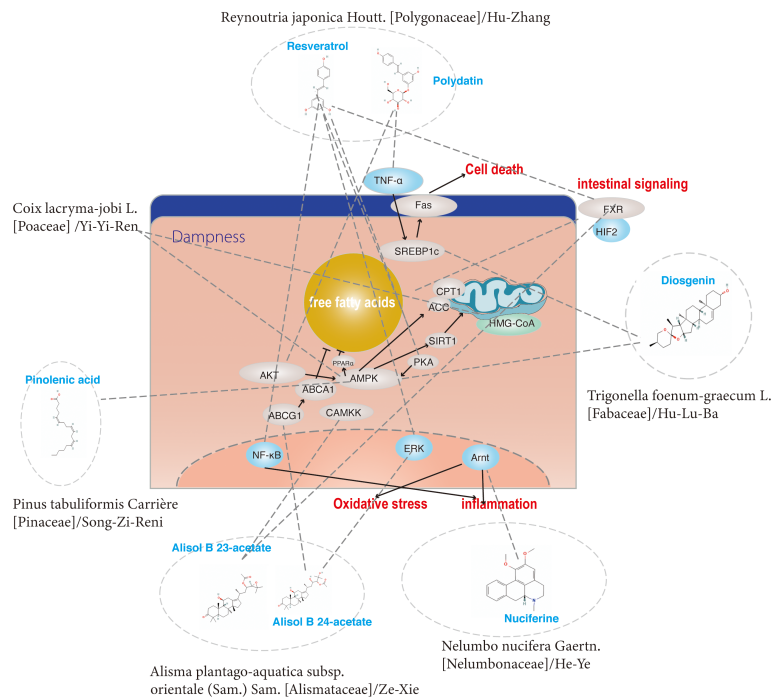 Reynoutria japonica Houtt. [Polygonaceae]/Hu-Zhang
Resveratrol
Polydatin
TNF-α
Cell death
intestinal signaling
Fas
FXR
HIF2
Coix lacryma-jobi L.
[Poaceae] /Yi-Yi-Ren
Dampness
SREBP1c
Diosgenin
free fatty acids
CPT1
ACC
HMG-CoA
SIRT1
PPARα
PKA
AKT
AMPK
ABCA1
Pinolenic acid
ABCG1
CAMKK
Trigonella foenum-graecum L.
[Fabaceae]/Hu-Lu-Ba
NF-κB
ERK
Arnt
Oxidative stress
inflammation
Pinus tabuliformis Carrière
[Pinaceae]/Song-Zi-Reni
Alisol B 23-acetate
Alisol B 24-acetate
Nuciferine
Nelumbo nucifera Gaertn.
[Nelumbonaceae]/He-Ye
Alisma plantago-aquatica subsp.
orientale (Sam.) Sam. [Alismataceae]/Ze-Xie